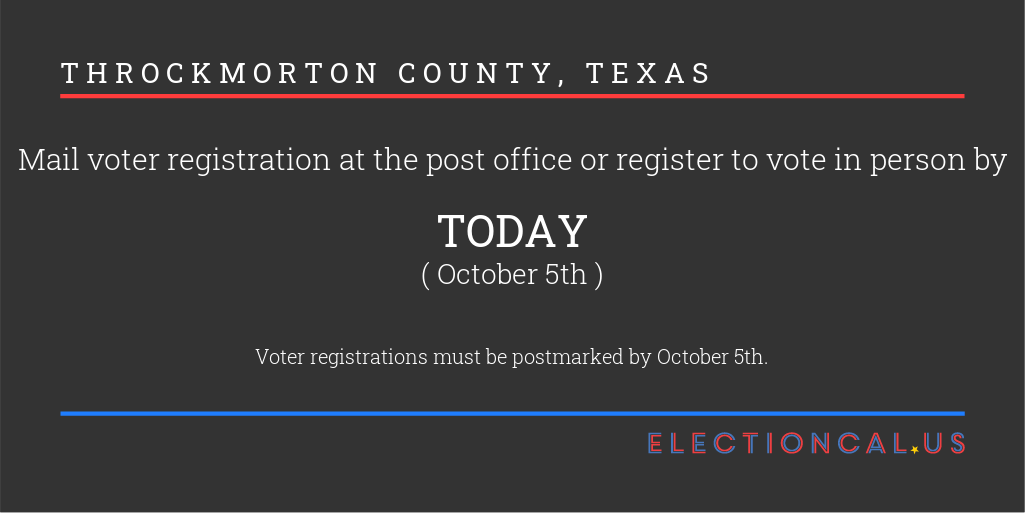 THROCKMORTON COUNTY, TEXAS
Mail voter registration at the post office or register to vote in person by
TODAY
( October 5th )
Voter registrations must be postmarked by October 5th.
ELECTIONCAL.US